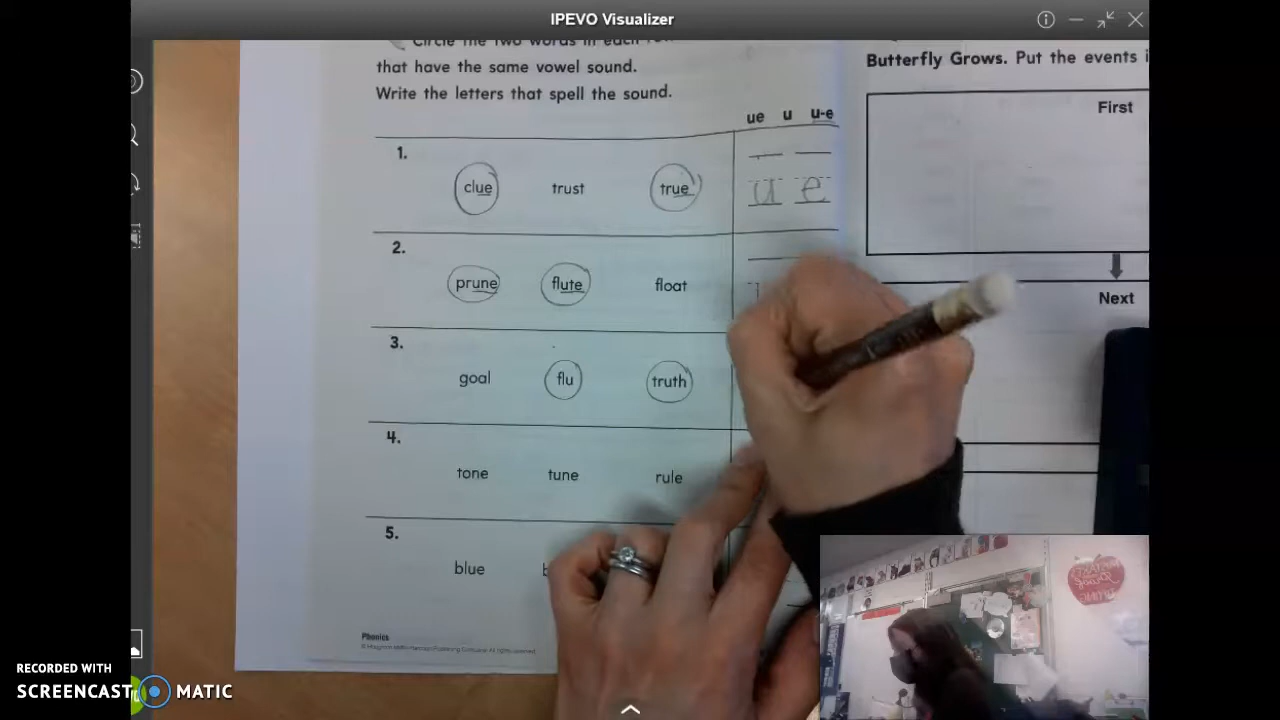 IPEVO Visualizer
Circle the two words in each
that have the same vowel sound.
Write the letters that spell the sound.
ue u u-e
1. clue trust true u e
2. prune flute float
3. goal flu truth
4. tone tune rule
5. blue
Phonics
Butterfly Grows. Put the events i
First
Next
RECORDED WITH
SCREENCAST MATIC